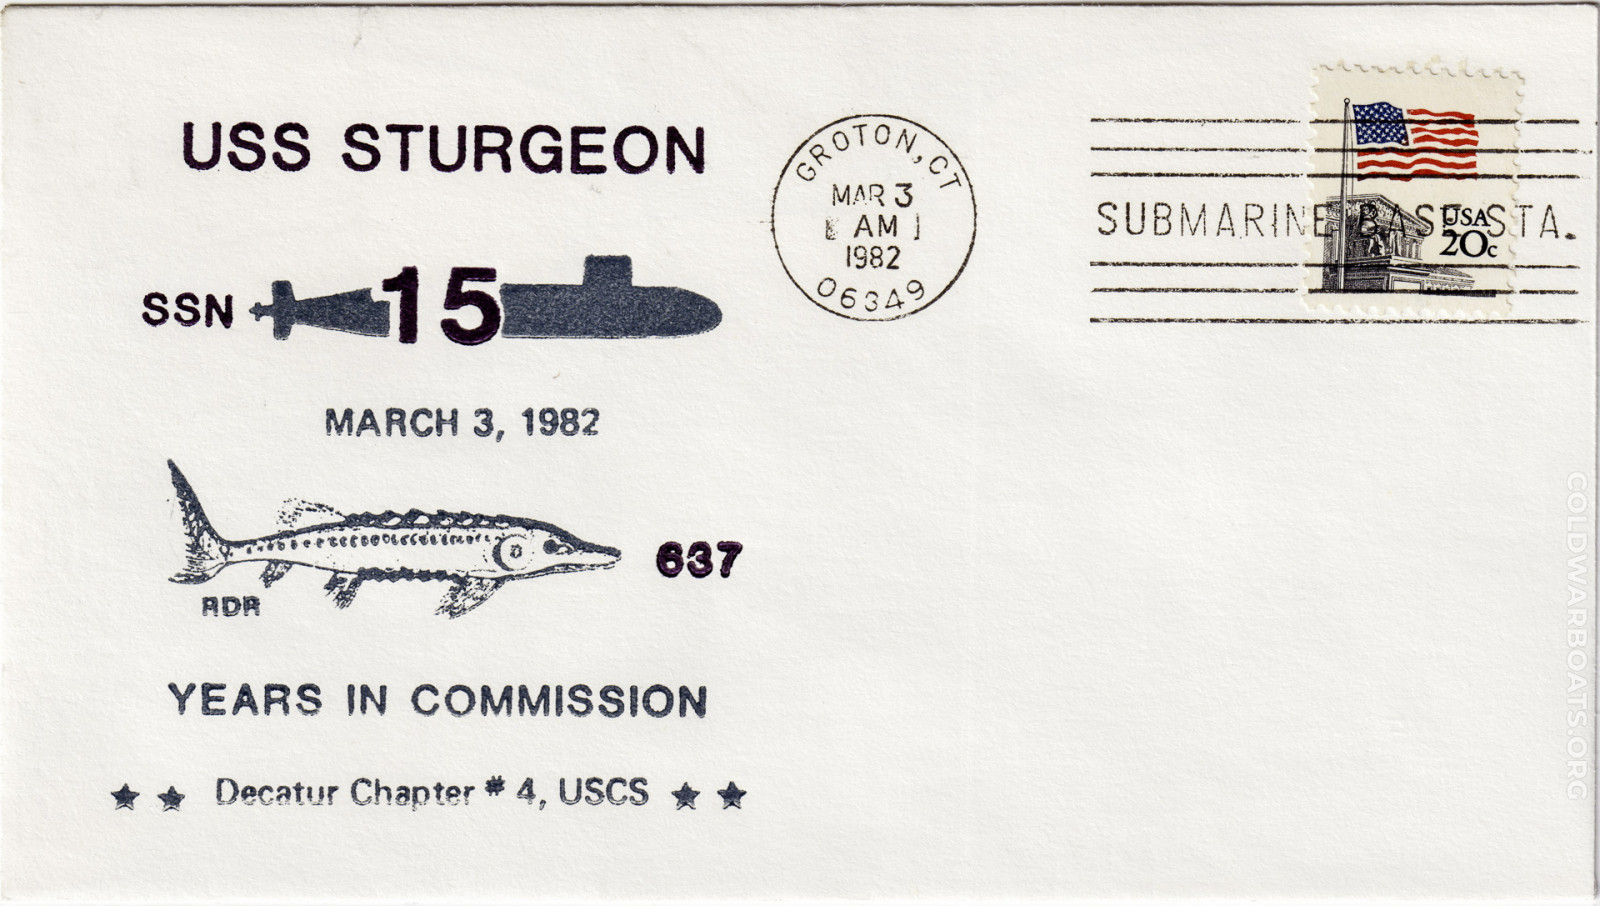 USS STURGEON
SSN 15
MARCH 3, 1982
637
RDR
YEARS IN COMMISSION
★ ★ Decatur Chapter # 4, USCS ★ ★
GROTON, CT
MAR 3
AM
1982
06349
SUBMARINE BASE STA.
USA
20c
COLDWARBOATS.ORG